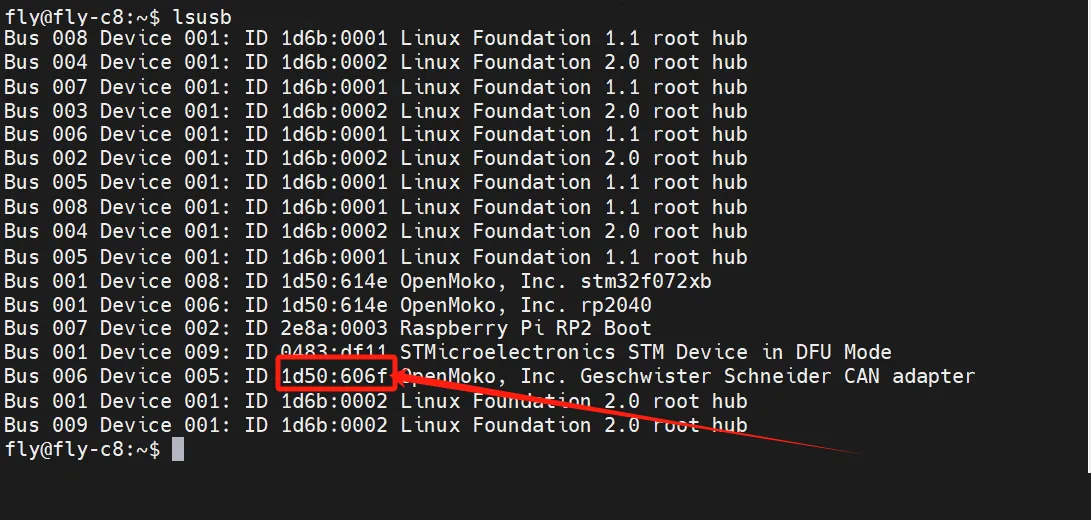 fly@fly-c8:~$ lsusb
Bus 008 Device 001: ID 1d6b:0001 Linux Foundation 1.1 root hub
Bus 004 Device 001: ID 1d6b:0002 Linux Foundation 2.0 root hub
Bus 007 Device 001: ID 1d6b:0001 Linux Foundation 1.1 root hub
Bus 003 Device 001: ID 1d6b:0002 Linux Foundation 2.0 root hub
Bus 006 Device 001: ID 1d6b:0001 Linux Foundation 1.1 root hub
Bus 002 Device 001: ID 1d6b:0002 Linux Foundation 2.0 root hub
Bus 005 Device 001: ID 1d6b:0001 Linux Foundation 1.1 root hub
Bus 008 Device 001: ID 1d6b:0001 Linux Foundation 1.1 root hub
Bus 004 Device 001: ID 1d6b:0002 Linux Foundation 2.0 root hub
Bus 005 Device 001: ID 1d6b:0001 Linux Foundation 1.1 root hub
Bus 001 Device 008: ID 1d50:614e OpenMoko, Inc. stm32f072xb
Bus 001 Device 006: ID 1d50:614e OpenMoko, Inc. rp2040
Bus 007 Device 002: ID 2e8a:0003 Raspberry Pi RP2 Boot
Bus 001 Device 009: ID 0483:df11 STMicroelectronics STM Device in DFU Mode
Bus 006 Device 005: ID 1d50:606f OpenMoko, Inc. Geschwister Schneider CAN adapter
Bus 001 Device 001: ID 1d6b:0002 Linux Foundation 2.0 root hub
Bus 009 Device 001: ID 1d6b:0002 Linux Foundation 2.0 root hub
fly@fly-c8:~$